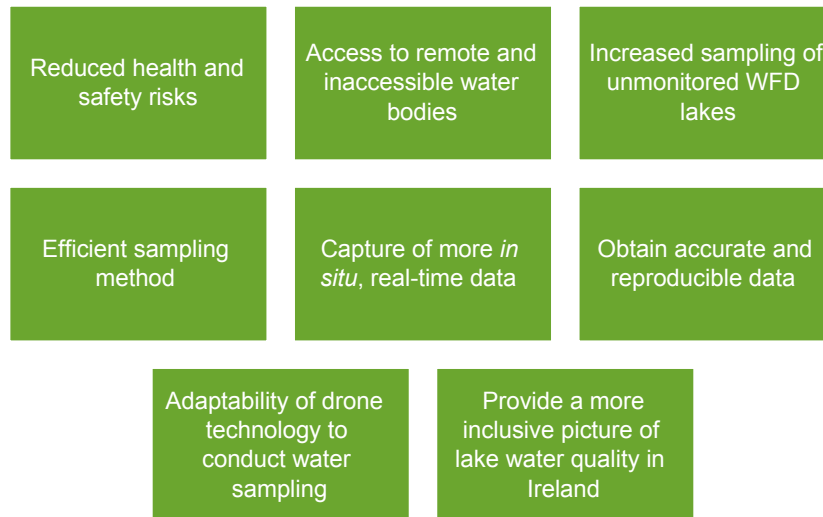 Reduced health and
safety risks
Access to remote and
inaccessible water
bodies
Increased sampling of
unmonitored WFD
lakes
Efficient sampling
method
Capture of more in
situ, real-time data
Obtain accurate and
reproducible data
Adaptability of drone
technology to
conduct water
sampling
Provide a more
inclusive picture of
lake water quality in
Ireland